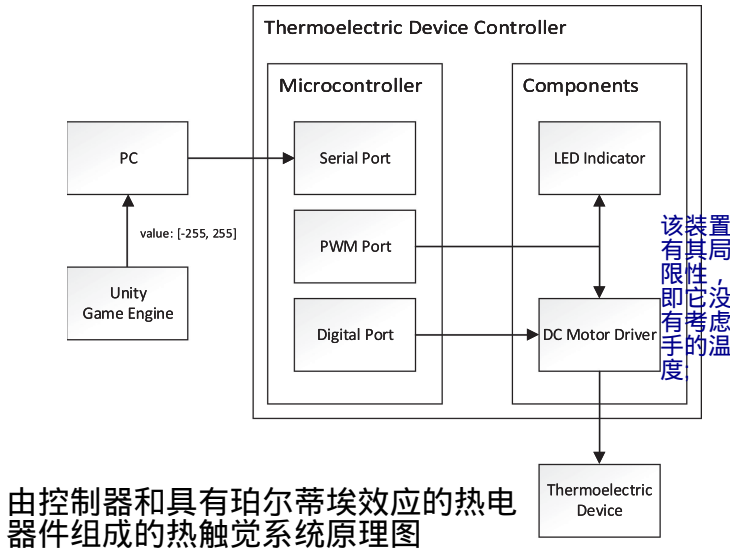 Thermoelectric Device Controller
Microcontroller
Components
PC
Serial Port
LED Indicator
value: [-255, 255]
PWM Port
Unity
Game Engine
Digital Port
DC Motor Driver
该装置
有其局
限性，
即它没
有考虑
手的温
度;
Thermoelectric
Device
由控制器和具有珀尔蒂埃效应的热电
器件组成的热触觉系统原理图